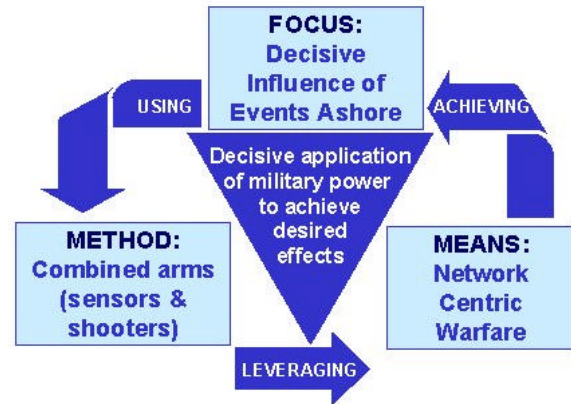 FOCUS:
Decisive
Influence of
Events Ashore
USING
ACHIEVING
Decisive application
of military power
to achieve
desired
effects
METHOD:
Combined arms
(sensors &
shooters)
MEANS:
Network
Centric
Warfare
LEVERAGING